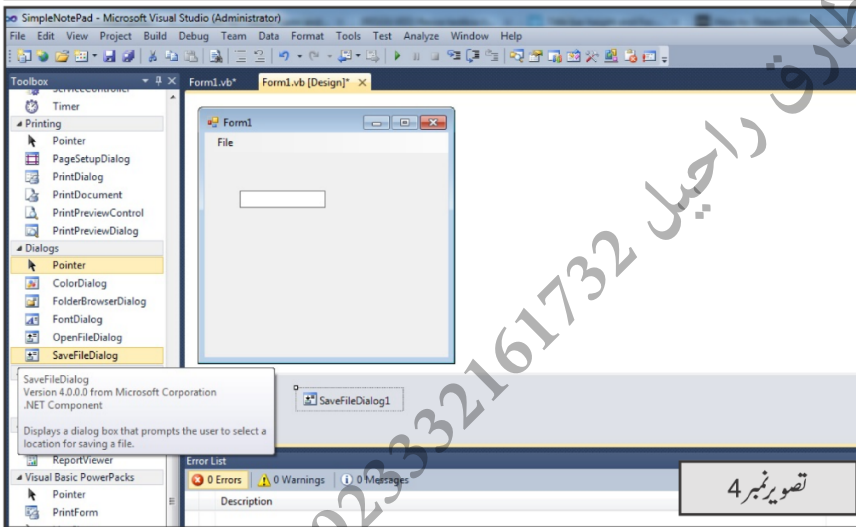 SimpleNotePad - Microsoft Visual Studio (Administrator)
File Edit View Project Build Debug Team Data Format Tools Test Analyze Window Help
Toolbox
Form1.vb* Form1.vb [Design]*
Timer
Printing
Pointer
PageSetupDialog
PrintDialog
PrintDocument
PrintPreviewControl
PrintPreviewDialog
Dialogs
Pointer
ColorDialog
FolderBrowserDialog
FontDialog
OpenFileDialog
SaveFileDialog
SaveFileDialog
Version 4.0.0.0 from Microsoft Corporation
.NET Component
Displays a dialog box that prompts the user to select a
location for saving a file.
ReportViewer
Visual Basic PowerPacks
Pointer
PrintForm
Form1
File
SaveFileDialog1
Error List
0 Errors 0 Warnings 0 Messages
Description
تصویر نمبر 4
طارق راحیل 923332161732